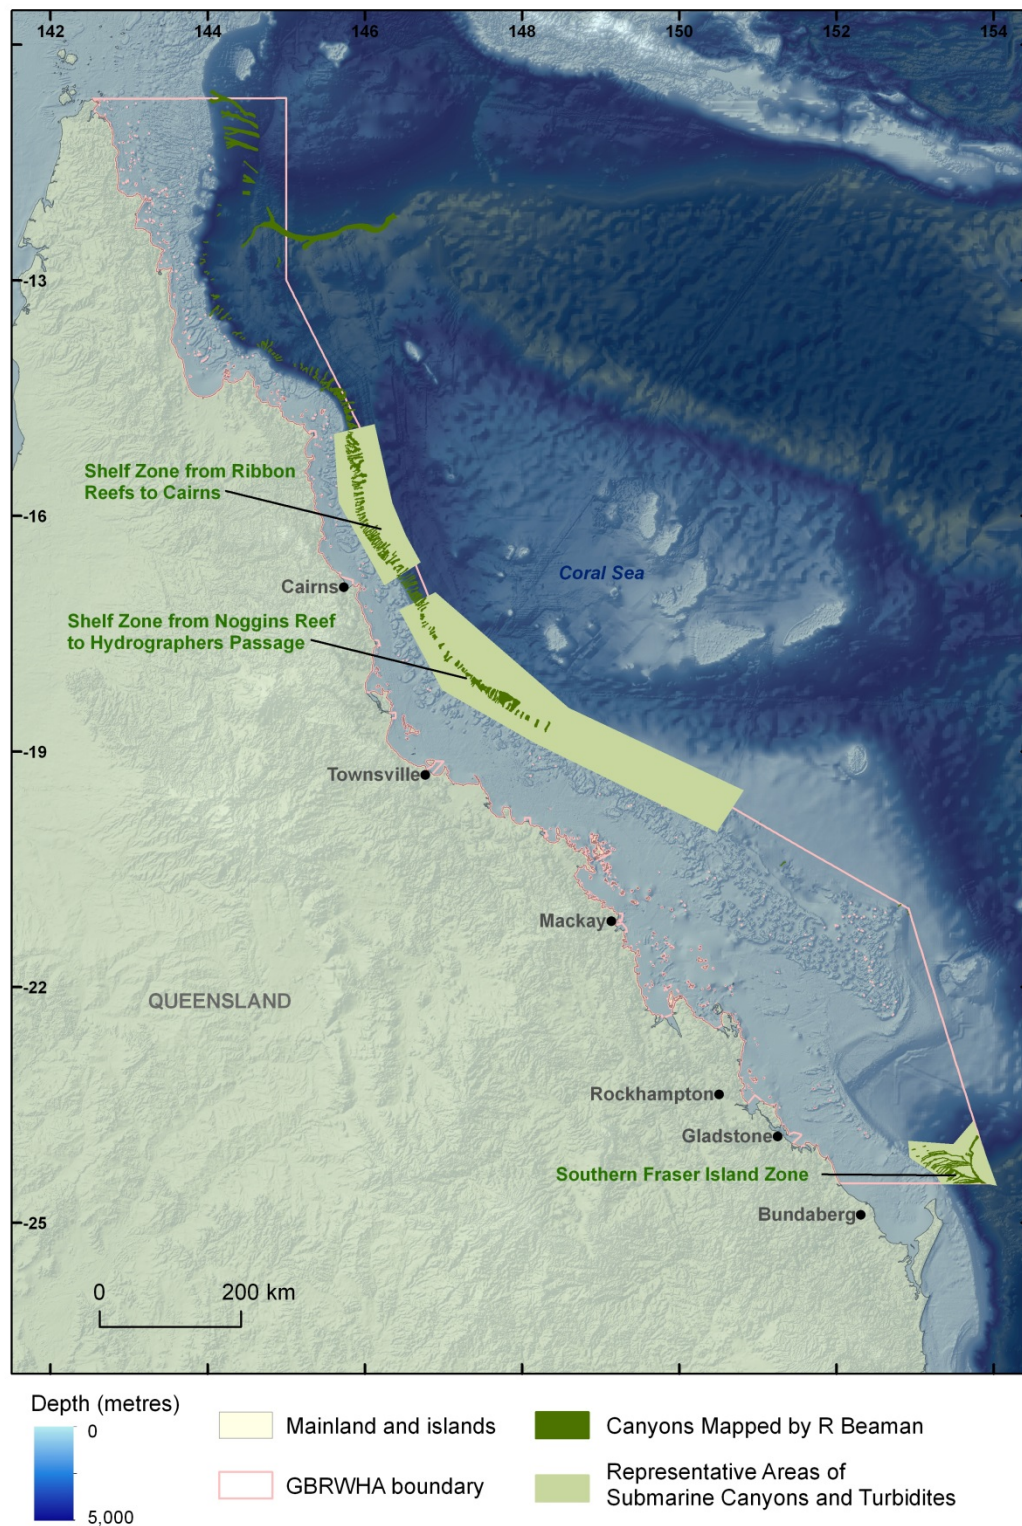 142 144 146 148 150 152 154
-13
Shelf Zone from Ribbon
Reefs to Cairns
-16
Coral Sea
Cairns
Shelf Zone from Noggins Reef
to Hydrographers Passage
-19
Townsville
Mackay
-22
QUEENSLAND
Rockhampton
Gladstone
Southern Fraser Island Zone
Bundaberg
-25
0 200 km
Depth (metres)
0
5,000
Mainland and islands
GBRWHA boundary
Canyons Mapped by R Beaman
Representative Areas of
Submarine Canyons and Turbidites